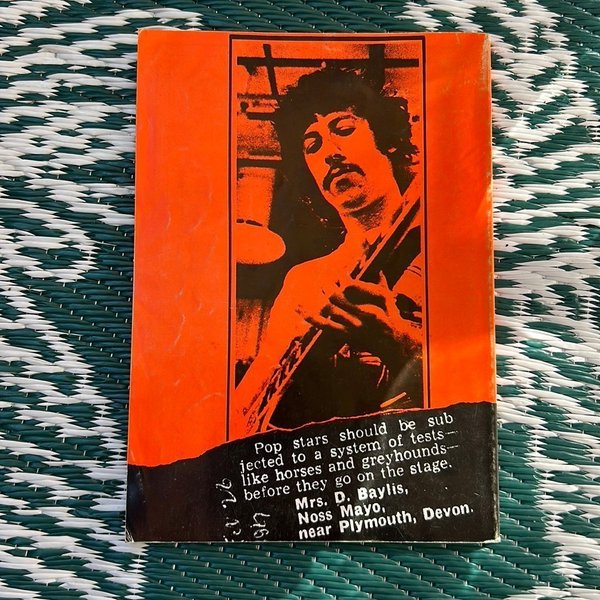 Pop stars should be sub
jected to a system of tests—
like horses and greyhounds—
before they go on the stage.
Mrs. D. Baylis,
Noss Mayo,
near Plymouth, Devon.